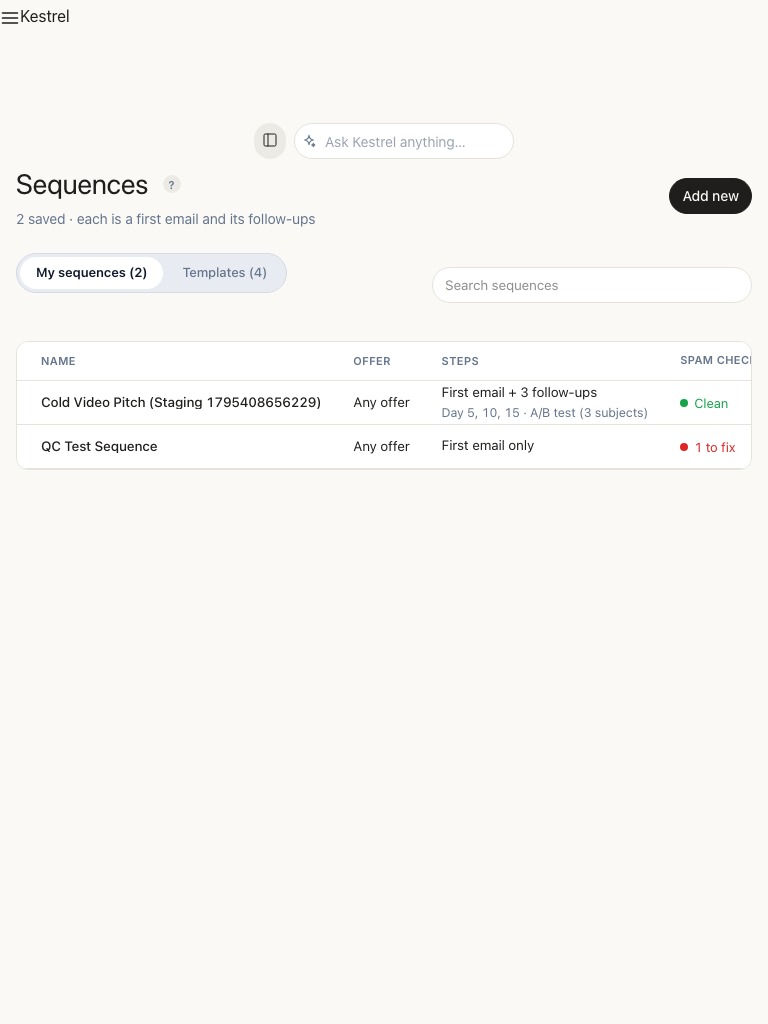 Kestrel
Ask Kestrel anything...
Sequences ?
2 saved · each is a first email and its follow-ups
Add new
My sequences (2) Templates (4)
Search sequences
NAME OFFER STEPS SPAM CHEC
Cold Video Pitch (Staging 1795408656229) Any offer First email + 3 follow-ups
Day 5, 10, 15 · A/B test (3 subjects)
Clean
QC Test Sequence Any offer First email only 1 to fix